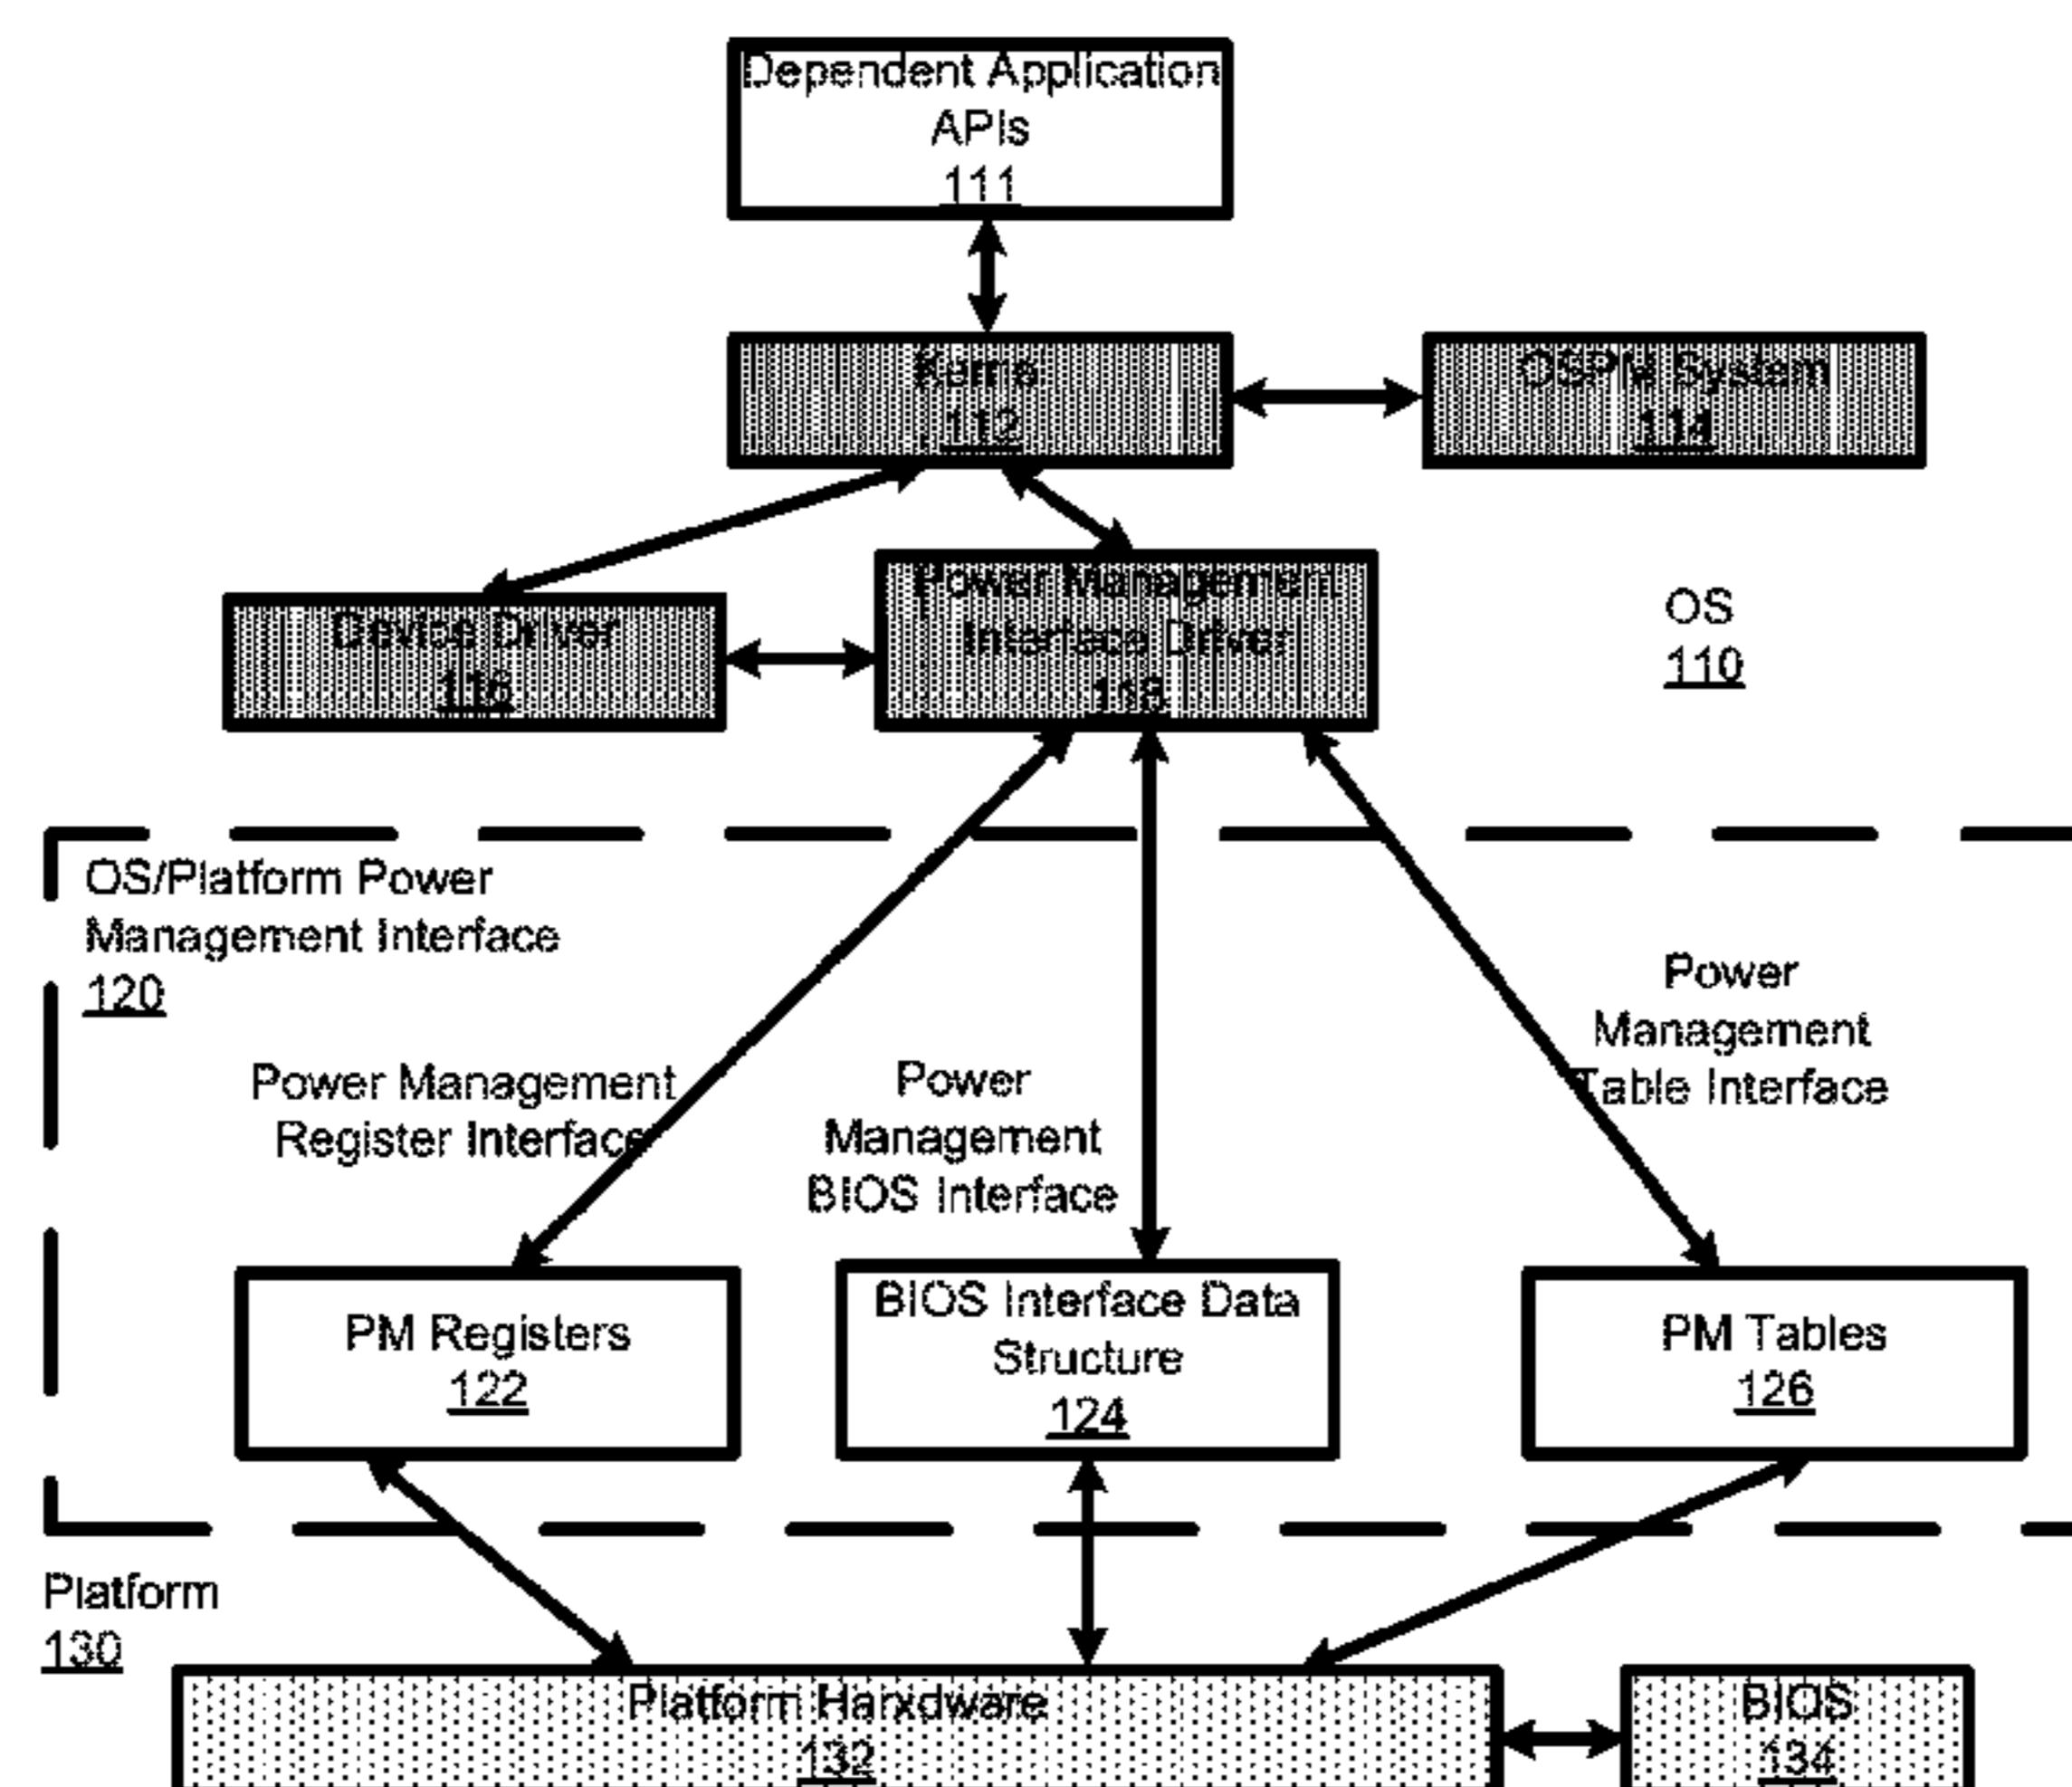 Dependent Application
APIs
111
Kernel
112
OSPM System
114
Power Management
Interface Driver
118
Device Driver
116
OS
110
OS/Platform Power
Management Interface
120
Power
Management
Table Interface
Power Management
Register Interface
Power
Management
BIOS Interface
PM Registers
122
BIOS Interface Data
Structure
124
PM Tables
126
Platform
130
Platform Harxdware
132
BIOS
134